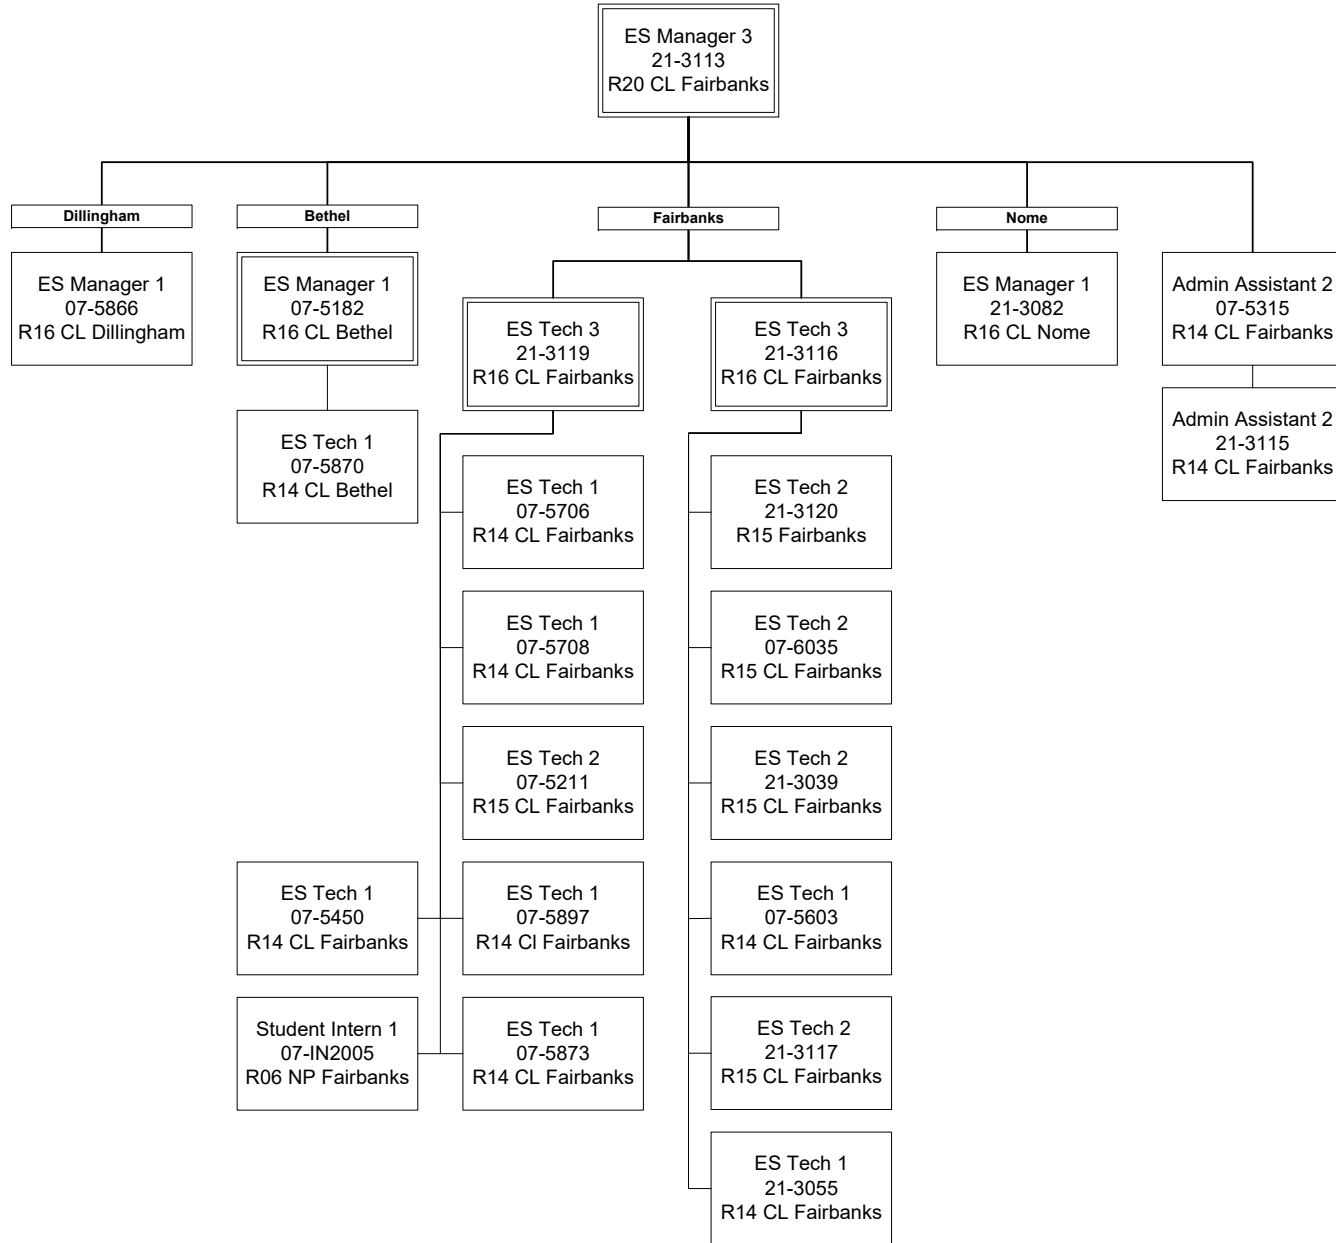 ES Manager 3
21-3113
R20 CL Fairbanks
Dillingham
Bethel
Fairbanks
Nome
ES Manager 1
07-5866
R16 CL Dillingham
ES Manager 1
07-5182
R16 CL Bethel
ES Tech 3
21-3119
R16 CL Fairbanks
ES Tech 3
21-3116
R16 CL Fairbanks
ES Manager 1
21-3082
R16 CL Nome
Admin Assistant 2
07-5315
R14 CL Fairbanks
ES Tech 1
07-5870
R14 CL Bethel
Admin Assistant 2
21-3115
R14 CL Fairbanks
ES Tech 1
07-5706
R14 CL Fairbanks
ES Tech 2
21-3120
R15 Fairbanks
ES Tech 1
07-5708
R14 CL Fairbanks
ES Tech 2
07-6035
R15 CL Fairbanks
ES Tech 2
07-5211
R15 CL Fairbanks
ES Tech 2
21-3039
R15 CL Fairbanks
ES Tech 1
07-5450
R14 CL Fairbanks
ES Tech 1
07-5897
R14 Cl Fairbanks
ES Tech 1
07-5603
R14 CL Fairbanks
Student Intern 1
07-IN2005
R06 NP Fairbanks
ES Tech 1
07-5873
R14 CL Fairbanks
ES Tech 2
21-3117
R15 CL Fairbanks
ES Tech 1
21-3055
R14 CL Fairbanks